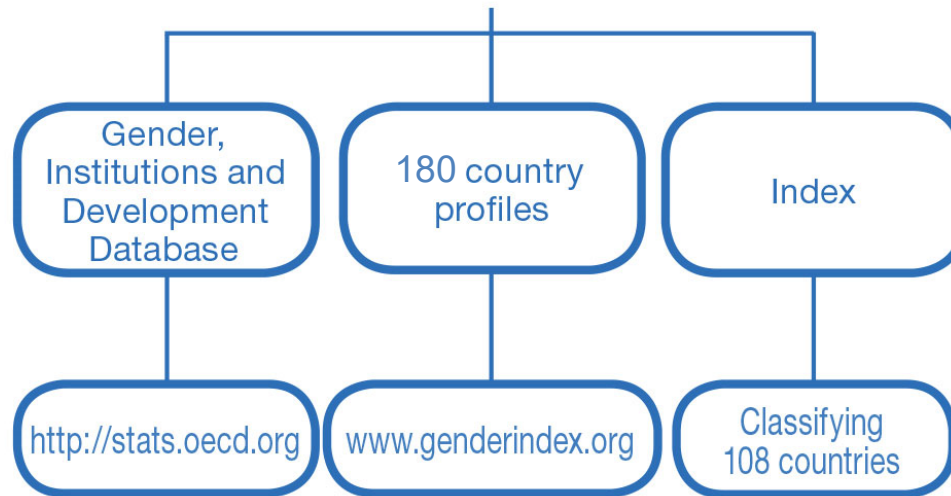 Gender,
Institutions and
Development
Database
180 country
profiles
Index
http://stats.oecd.org
www.genderindex.org
Classifying
108 countries